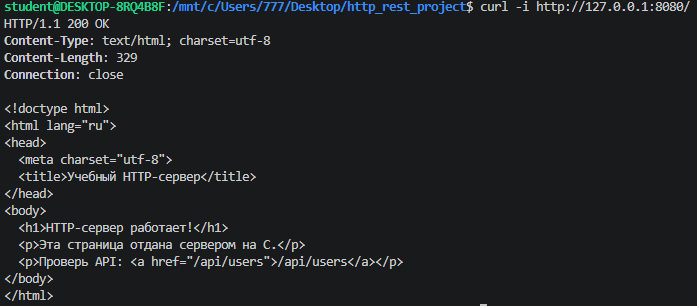 student@DESKTOP-8RQ4B8F:/mnt/c/Users/777/Desktop/http_rest_project$ curl -i http://127.0.0.1:8080/
HTTP/1.1 200 OK
Content-Type: text/html; charset=utf-8
Content-Length: 329
Connection: close

<!doctype html>
<html lang="ru">
<head>
  <meta charset="utf-8">
  <title>Учебный HTTP-сервер</title>
</head>
<body>
  <h1>HTTP-сервер работает!</h1>
  <p>Эта страница отдана сервером на C.</p>
  <p>Проверь API: <a href="/api/users">/api/users</a></p>
</body>
</html>